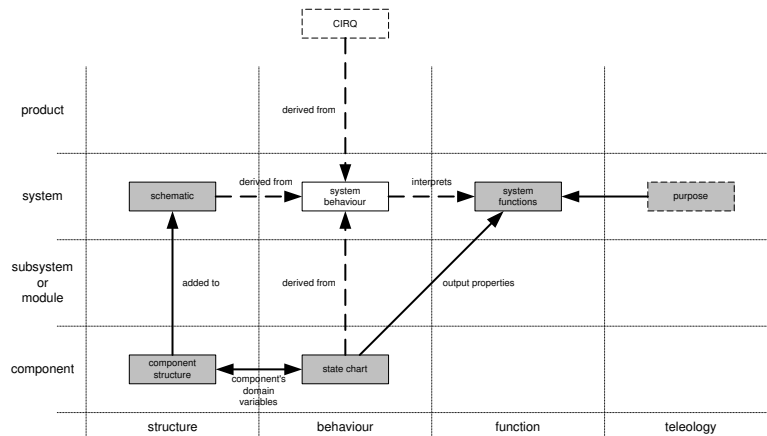 CIRQ
product
derived from
system
schematic
derived from
system
behaviour
interprets
system
functions
purpose
subsystem
or
module
added to
derived from
output properties
component
component
structure
component's
domain
variables
state chart
structure
behaviour
function
teleology